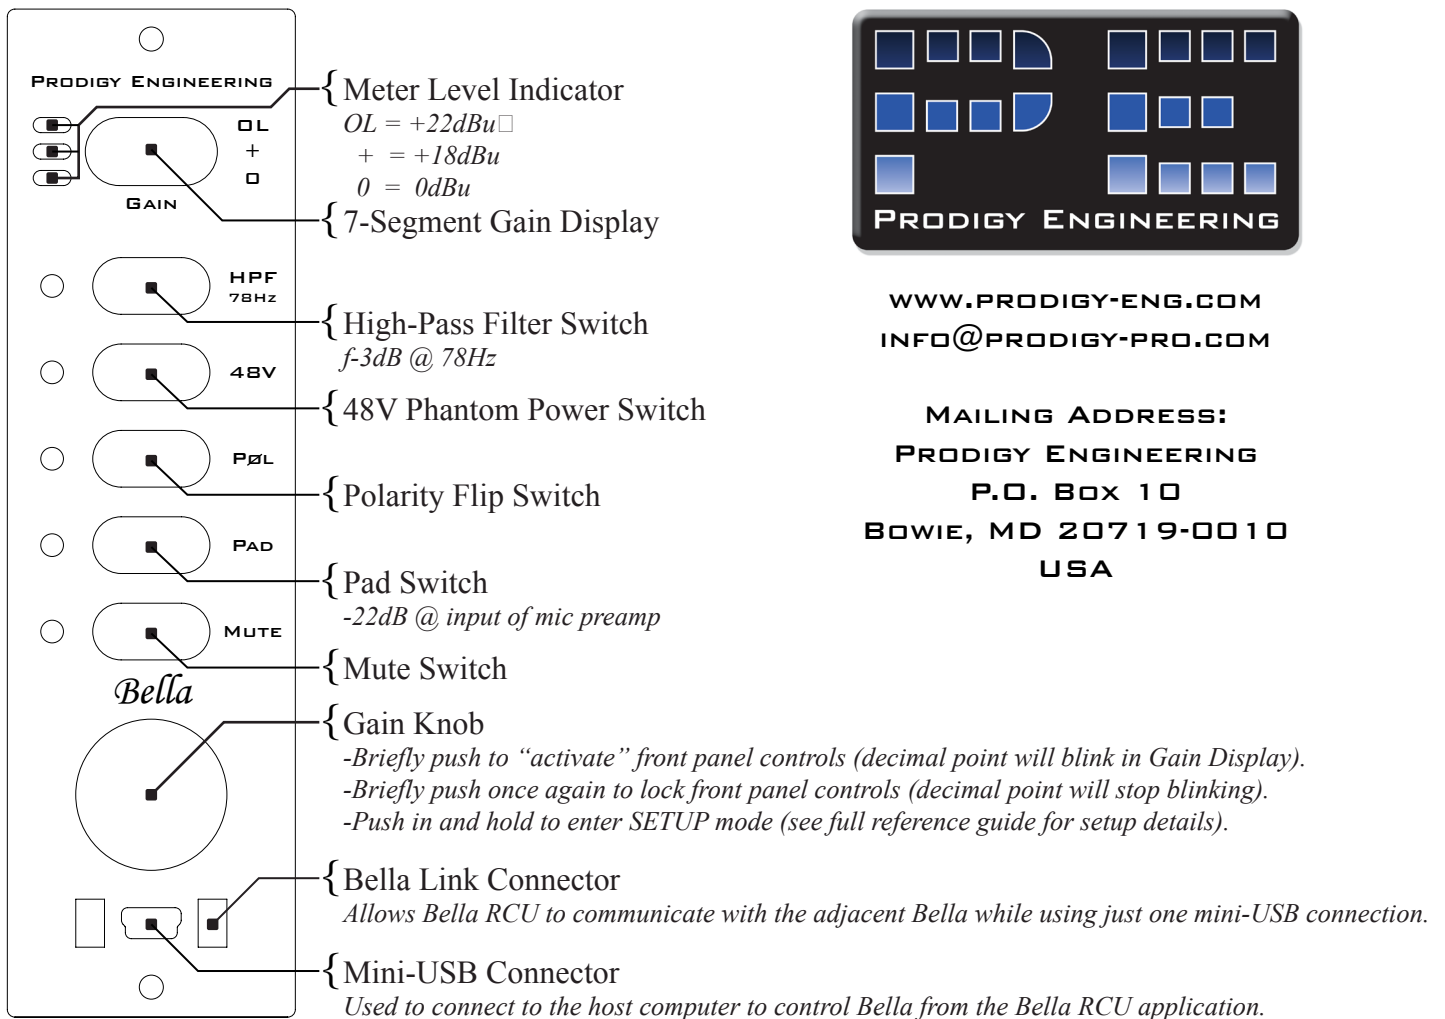 PRODIGY ENGINEERING
OL
+
0
GAIN
HPF
78Hz
48V
PØL
PAD
MUTE
Bella
{Meter Level Indicator
OL = +22dBu□
+ = +18dBu
0 = 0dBu
{7-Segment Gain Display
{High-Pass Filter Switch
f-3dB @ 78Hz
{48V Phantom Power Switch
{Polarity Flip Switch
{Pad Switch
-22dB @ input of mic preamp
{Mute Switch
{Gain Knob
-Briefly push to “activate” front panel controls (decimal point will blink in Gain Display).
-Briefly push once again to lock front panel controls (decimal point will stop blinking).
-Push in and hold to enter SETUP mode (see full reference guide for setup details).
{Bella Link Connector
Allows Bella RCU to communicate with the adjacent Bella while using just one mini-USB connection.
{Mini-USB Connector
Used to connect to the host computer to control Bella from the Bella RCU application.
PRODIGY ENGINEERING
WWW.PRODIGY-ENG.COM
INFO@PRODIGY-PRO.COM
MAILING ADDRESS:
PRODIGY ENGINEERING
P.O. BOX 10
BOWIE, MD 20719-0010
USA